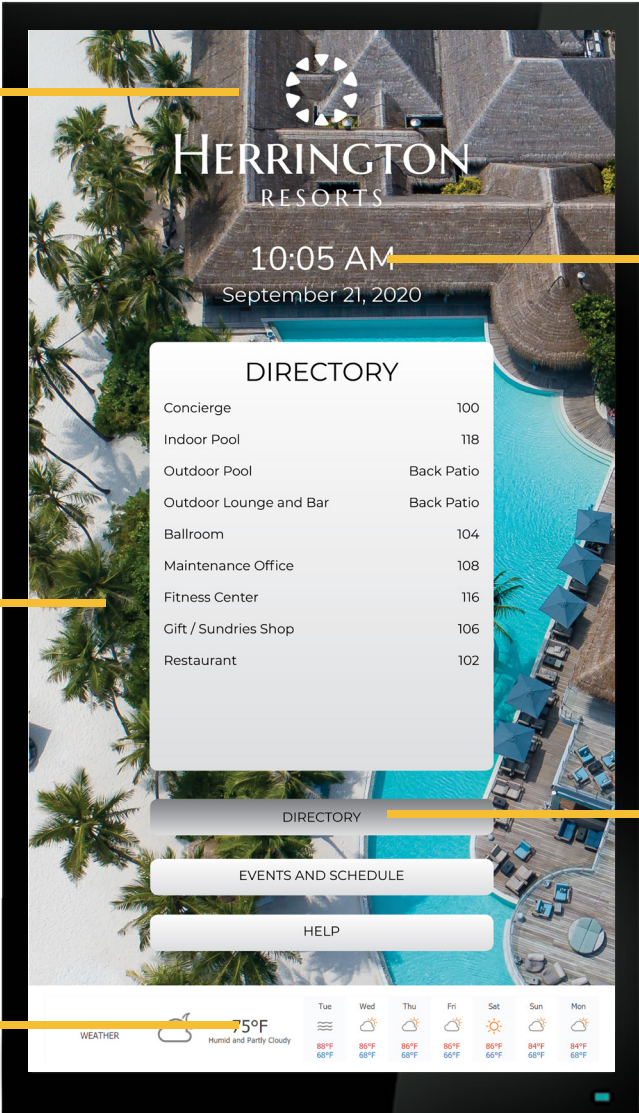 HERRINGTON
RESORTS
10:05 AM
September 21, 2020
DIRECTORY
Concierge 100
Indoor Pool 118
Outdoor Pool Back Patio
Outdoor Lounge and Bar Back Patio
Ballroom 104
Maintenance Office 108
Fitness Center 116
Gift / Sundries Shop 106
Restaurant 102
DIRECTORY
EVENTS AND SCHEDULE
HELP
WEATHER
75°F
Humid and Partly Cloudy
Tue Wed Thu Fri Sat Sun Mon
88°F 86°F 86°F 86°F 86°F 84°F 84°F
68°F 68°F 68°F 66°F 66°F 68°F 68°F